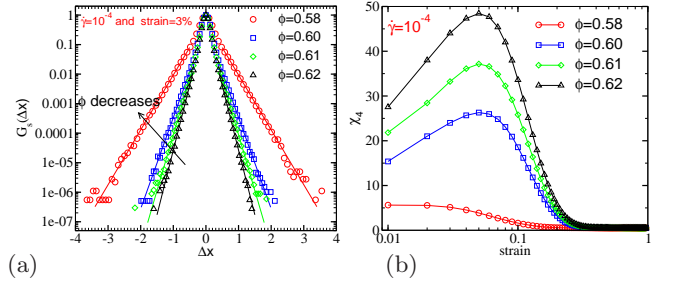 γ̇=10⁻⁴ and strain=3%
ϕ=0.58
ϕ=0.60
ϕ=0.61
ϕ=0.62
ϕ decreases
Gₛ(Δx)
1
0.1
0.01
0.001
0.0001
1e-05
1e-06
1e-07
-4 -3 -2 -1 0 1 2 3 4
Δx
(a)
γ̇=10⁻⁴
ϕ=0.58
ϕ=0.60
ϕ=0.61
ϕ=0.62
χ₄
50
40
30
20
10
0
0.01 0.1 1
strain
(b)